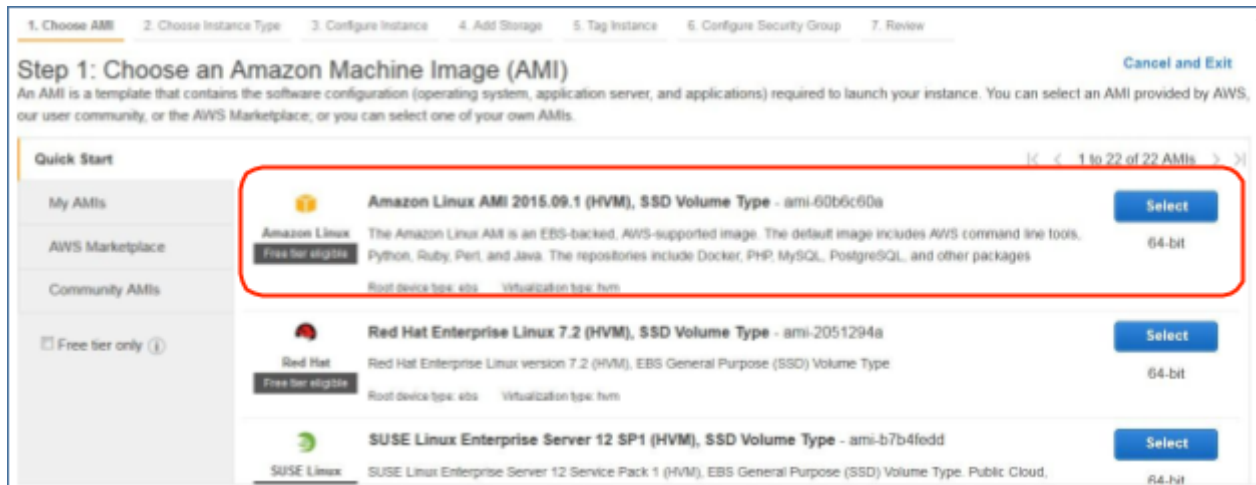 1. Choose AMI 2. Choose Instance Type 3. Configure Instance 4. Add Storage 5. Tag Instance 6. Configure Security Group 7. Review
Step 1: Choose an Amazon Machine Image (AMI)
Cancel and Exit
An AMI is a template that contains the software configuration (operating system, application server, and applications) required to launch your instance. You can select an AMI provided by AWS,
our user community, or the AWS Marketplace; or you can select one of your own AMIs.
Quick Start
1 to 22 of 22 AMIs
My AMIs
AWS Marketplace
Community AMIs
Free tier only
Amazon Linux
Free tier eligible
Amazon Linux AMI 2015.09.1 (HVM), SSD Volume Type - ami-60b6c60a
The Amazon Linux AMI is an EBS-backed, AWS-supported image. The default image includes AWS command line tools,
Python, Ruby, Perl, and Java. The repositories include Docker, PHP, MySQL, PostgreSQL, and other packages
Root device type: ebs Virtualization type: hvm
Select
64-bit
Red Hat
Free tier eligible
Red Hat Enterprise Linux 7.2 (HVM), SSD Volume Type - ami-2051294a
Red Hat Enterprise Linux version 7.2 (HVM), EBS General Purpose (SSD) Volume Type
Root device type: ebs Virtualization type: hvm
Select
64-bit
SUSE Linux
SUSE Linux Enterprise Server 12 SP1 (HVM), SSD Volume Type - ami-b7b4fedd
SUSE Linux Enterprise Server 12 Service Pack 1 (HVM), EBS General Purpose (SSD) Volume Type. Public Cloud,
Select
64-bit